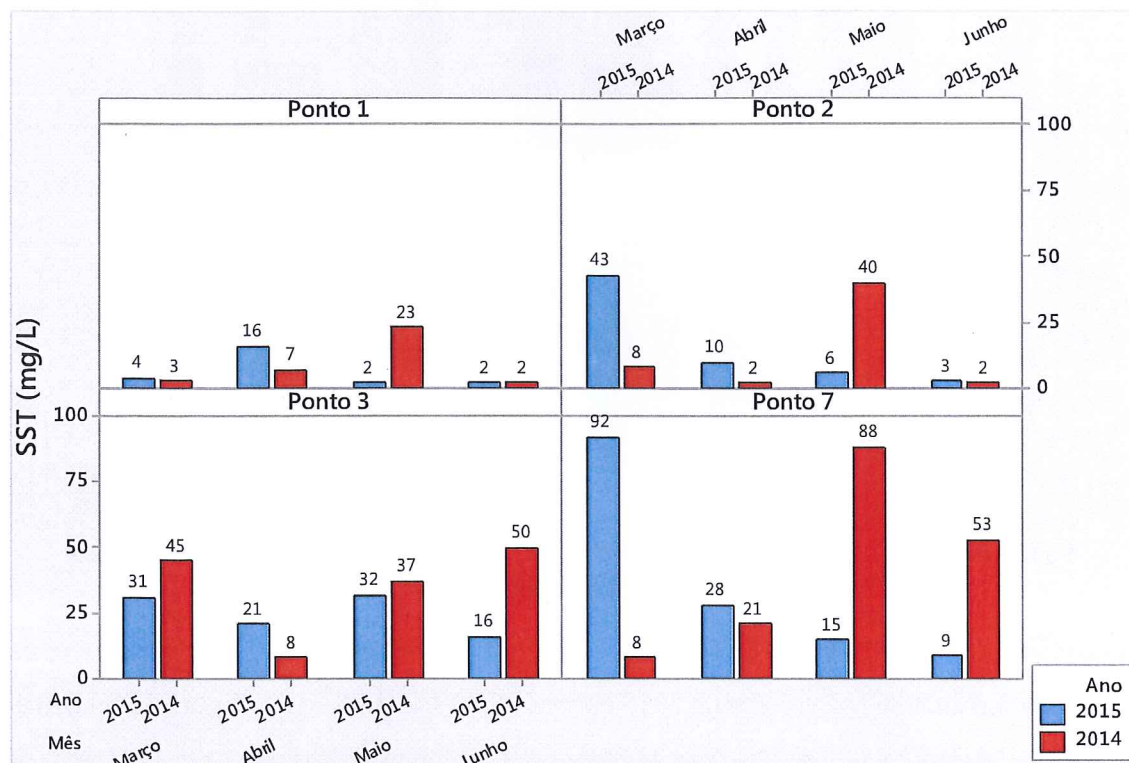 Março Abril Maio Junho
2015 2014 2015 2014 2015 2014 2015 2014
Ponto 1 Ponto 2
100
75
50
25
0
4 3 16 7 2 23 2 2
43 8 10 2 6 40 3 2
SST (mg/L)
Ponto 3 Ponto 7
100
75
50
25
0
31 45 21 8 32 37 16 50
92 8 28 21 15 88 9 53
Ano 2015 2014 2015 2014 2015 2014 2015 2014
Mês Março Abril Maio Junho
Ano
2015
2014